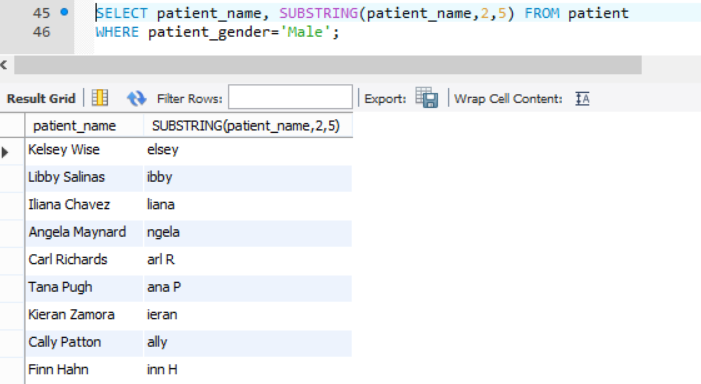 45 SELECT patient_name, SUBSTRING(patient_name,2,5) FROM patient
46 WHERE patient_gender='Male';
Result Grid Filter Rows: Export: Wrap Cell Content: IA
patient_name SUBSTRING(patient_name,2,5)
Kelsey Wise elsey
Libby Salinas ibby
Iliana Chavez liana
Angela Maynard ngela
Carl Richards arl R
Tana Pugh ana P
Kieran Zamora ieran
Cally Patton ally
Finn Hahn inn H